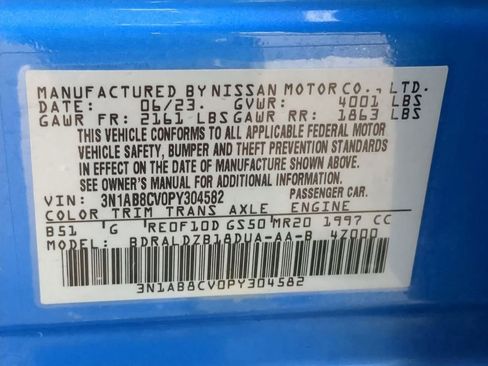 MANUFACTURED BY NISSAN MOTOR CO., LTD.
DATE: 06/23. GVWR: 4001 LBS
GAWR FR: 2161 LBS GAWR RR: 1863 LBS
THIS VEHICLE CONFORMS TO ALL APPLICABLE FEDERAL MOTOR
VEHICLE SAFETY, BUMPER AND THEFT PREVENTION STANDARDS
IN EFFECT ON THE DATE OF MANUFACTURE SHOWN ABOVE.
SEE OWNER'S MANUAL FOR ADDITIONAL INFORMATION.
VIN: 3N1AB8CV0PY304582 PASSENGER CAR.
COLOR TRIM TRANS AXLE ENGINE
B51 G RE0F10D GS50 MR20 1997 CC
MODEL: BDRALDZB18DUA-AA-B 4Z000
3N1AB8CV0PY304582